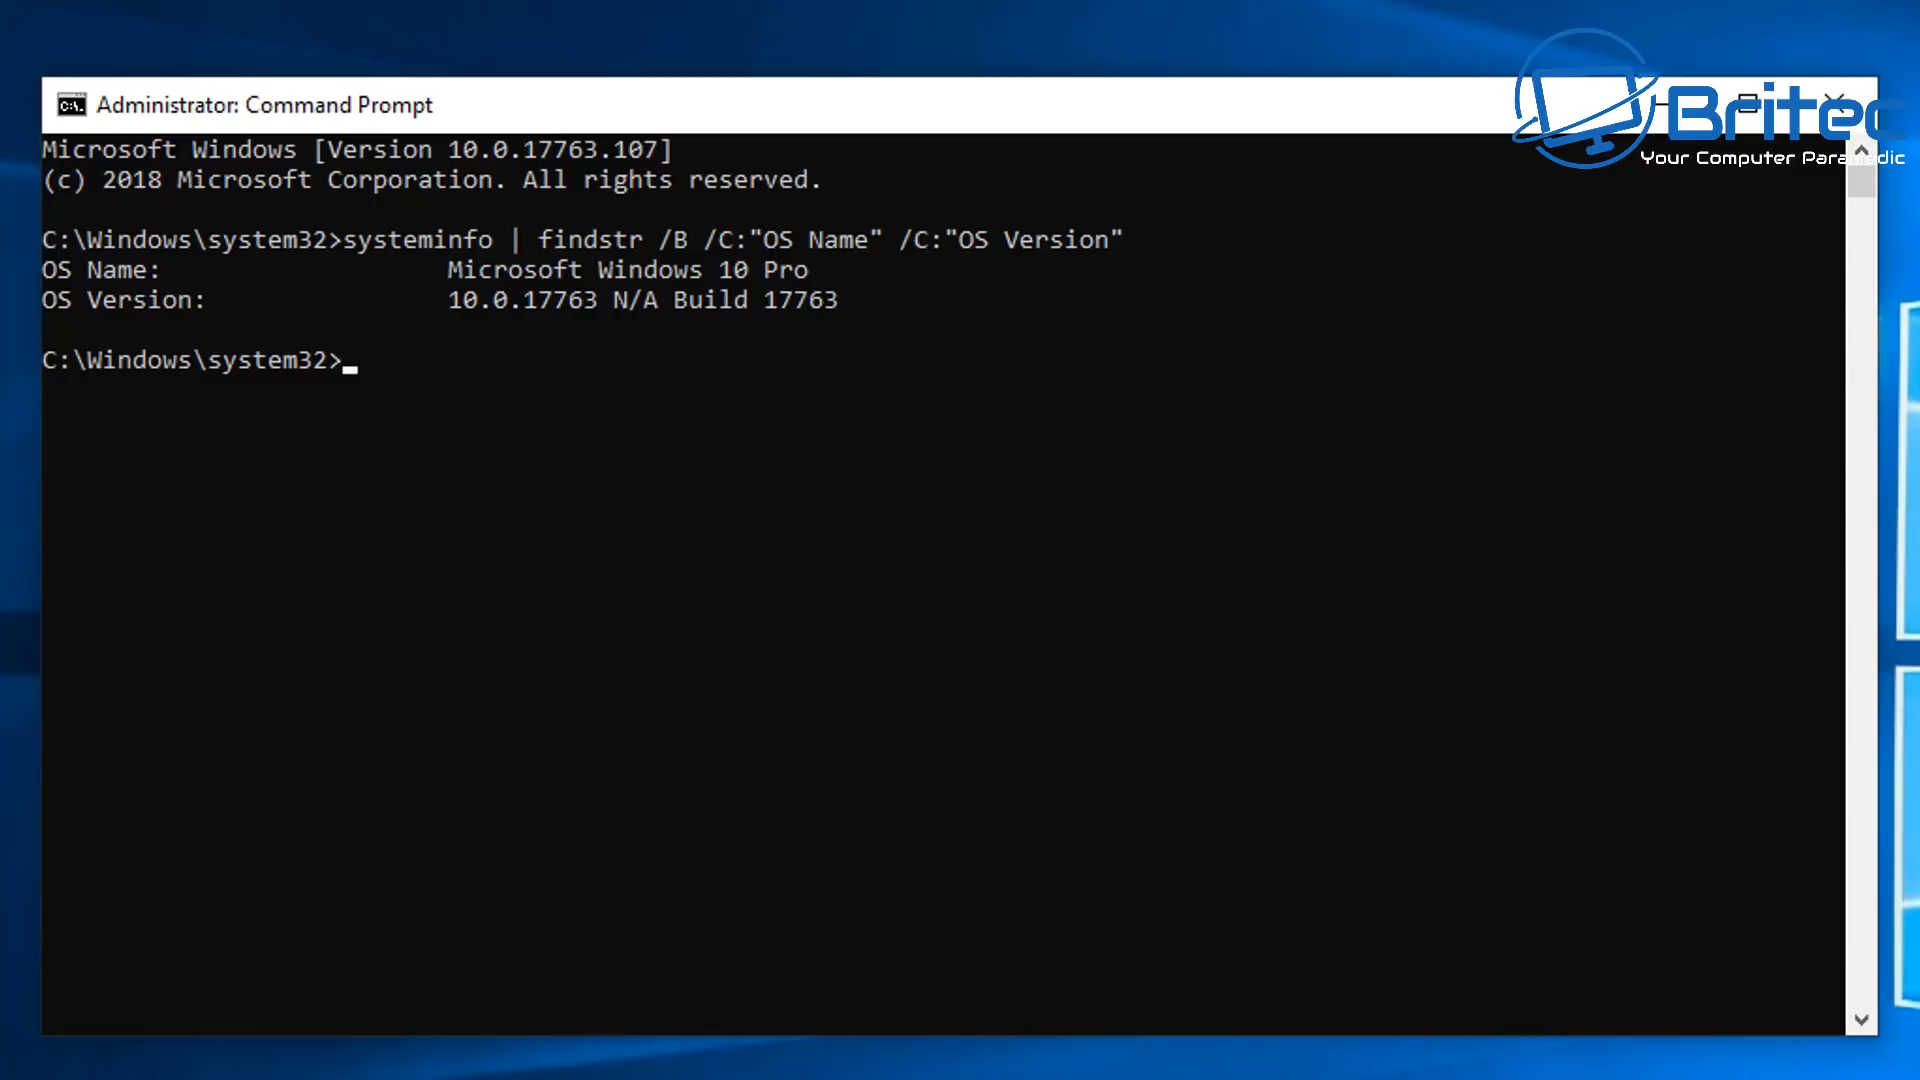 Administrator: Command Prompt
Britec
Your Computer Paramedic
Microsoft Windows [Version 10.0.17763.107]
(c) 2018 Microsoft Corporation. All rights reserved.
C:\Windows\system32>systeminfo | findstr /B /C:"OS Name" /C:"OS Version"
OS Name: Microsoft Windows 10 Pro
OS Version: 10.0.17763 N/A Build 17763
C:\Windows\system32>